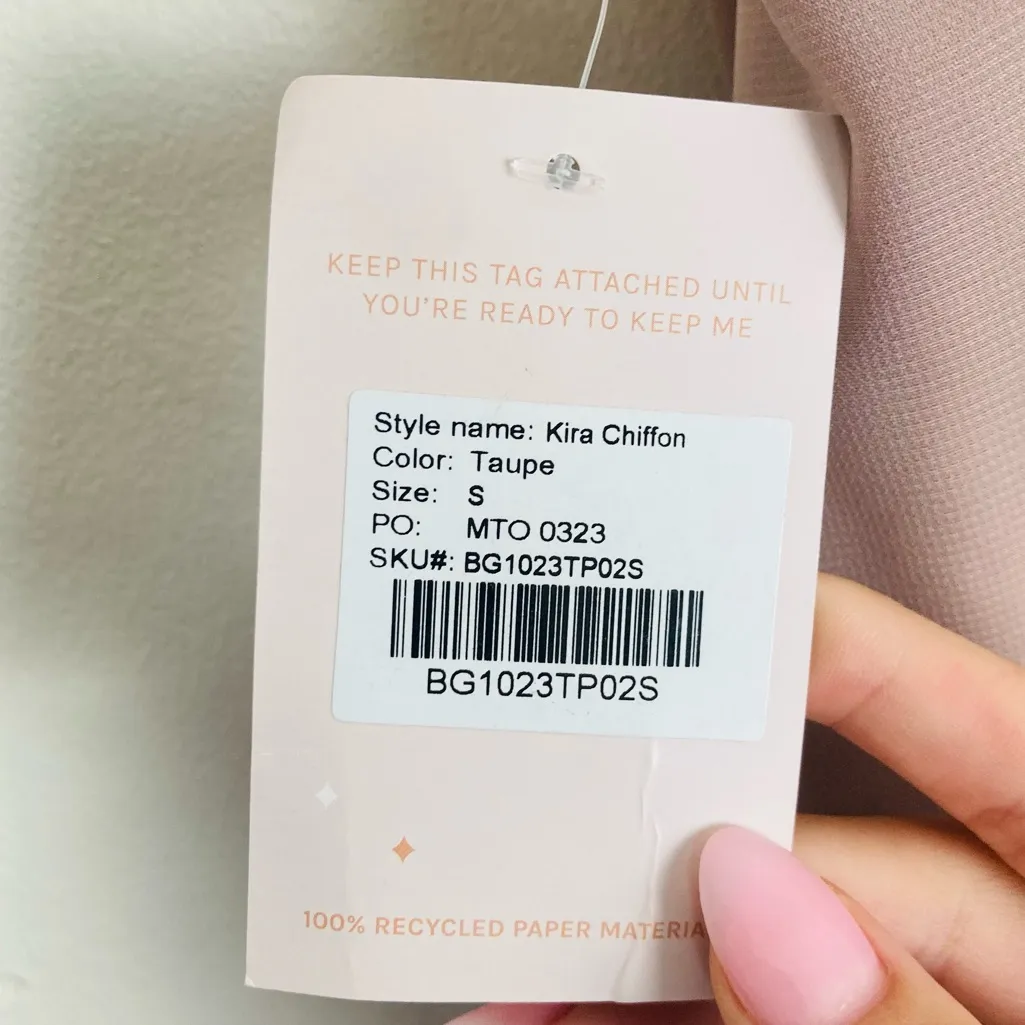 KEEP THIS TAG ATTACHED UNTIL
YOU'RE READY TO KEEP ME
Style name: Kira Chiffon
Color: Taupe
Size: S
PO: MTO 0323
SKU#: BG1023TP02S
BG1023TP02S
100% RECYCLED PAPER